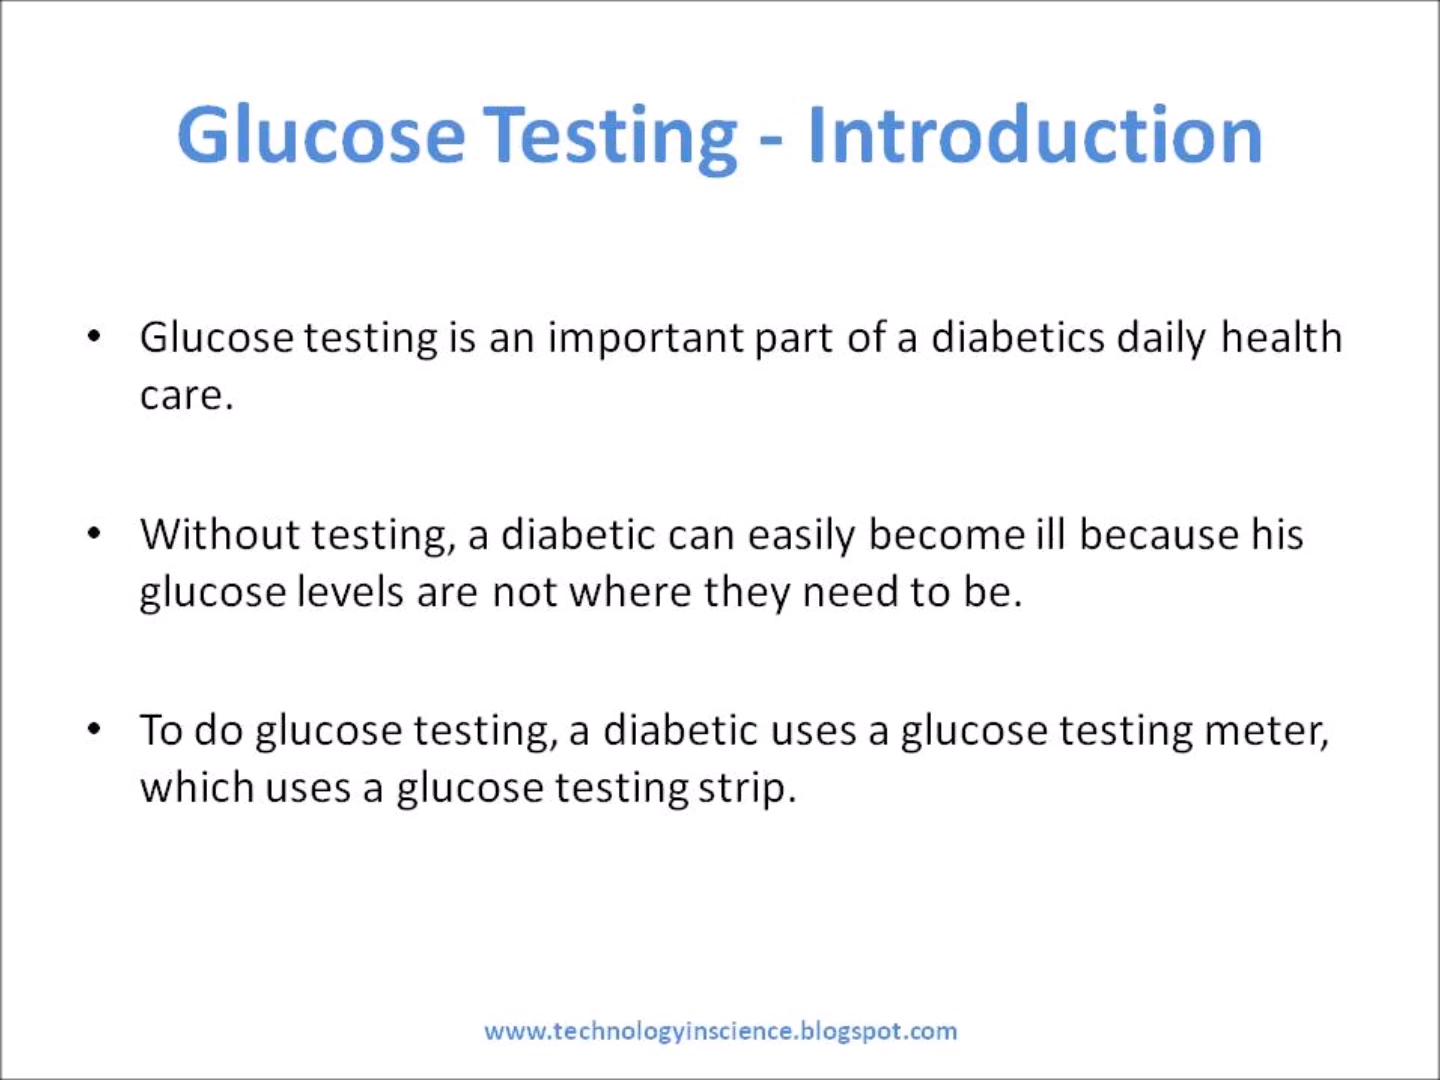 Glucose Testing - Introduction
• Glucose testing is an important part of a diabetics daily health
care.
• Without testing, a diabetic can easily become ill because his
glucose levels are not where they need to be.
• To do glucose testing, a diabetic uses a glucose testing meter,
which uses a glucose testing strip.
www.technologyinscience.blogspot.com